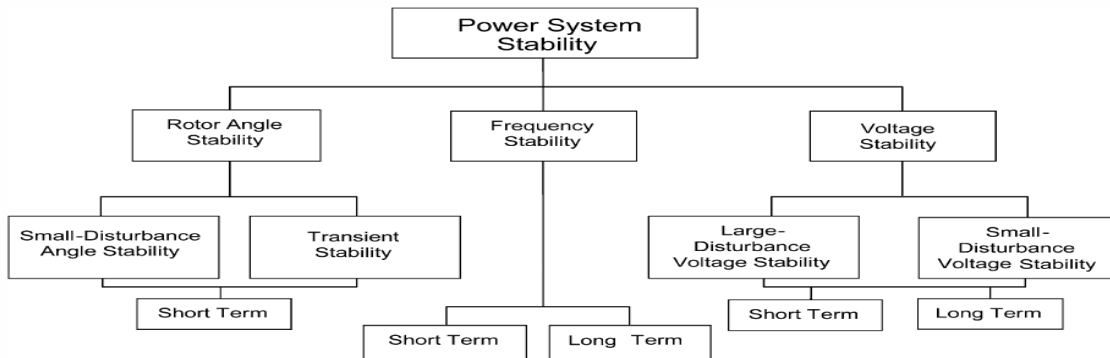 Power System
Stability
Rotor Angle
Stability
Frequency
Stability
Voltage
Stability
Small-Disturbance
Angle Stability
Transient
Stability
Large-
Disturbance
Voltage Stability
Small-
Disturbance
Voltage Stability
Short Term
Short Term
Long Term
Short Term
Long Term